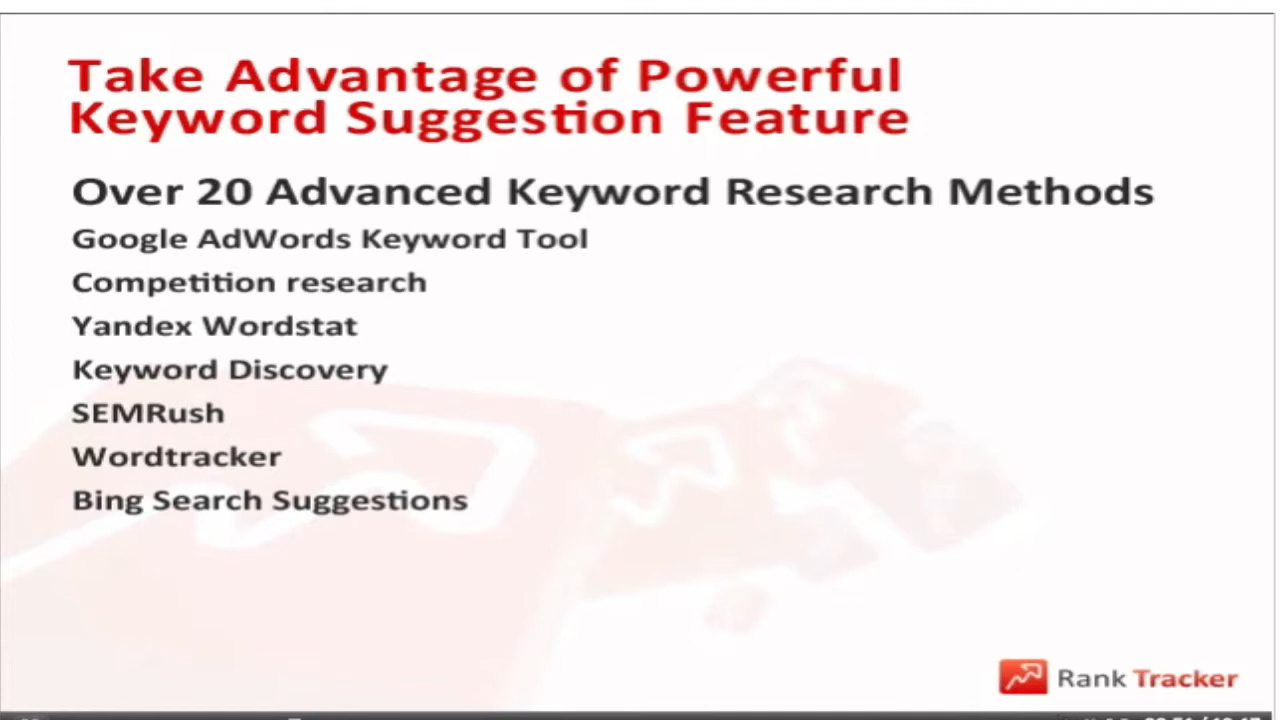 Take Advantage of Powerful
Keyword Suggestion Feature
Over 20 Advanced Keyword Research Methods
Google AdWords Keyword Tool
Competition research
Yandex Wordstat
Keyword Discovery
SEMRush
Wordtracker
Bing Search Suggestions
Rank Tracker